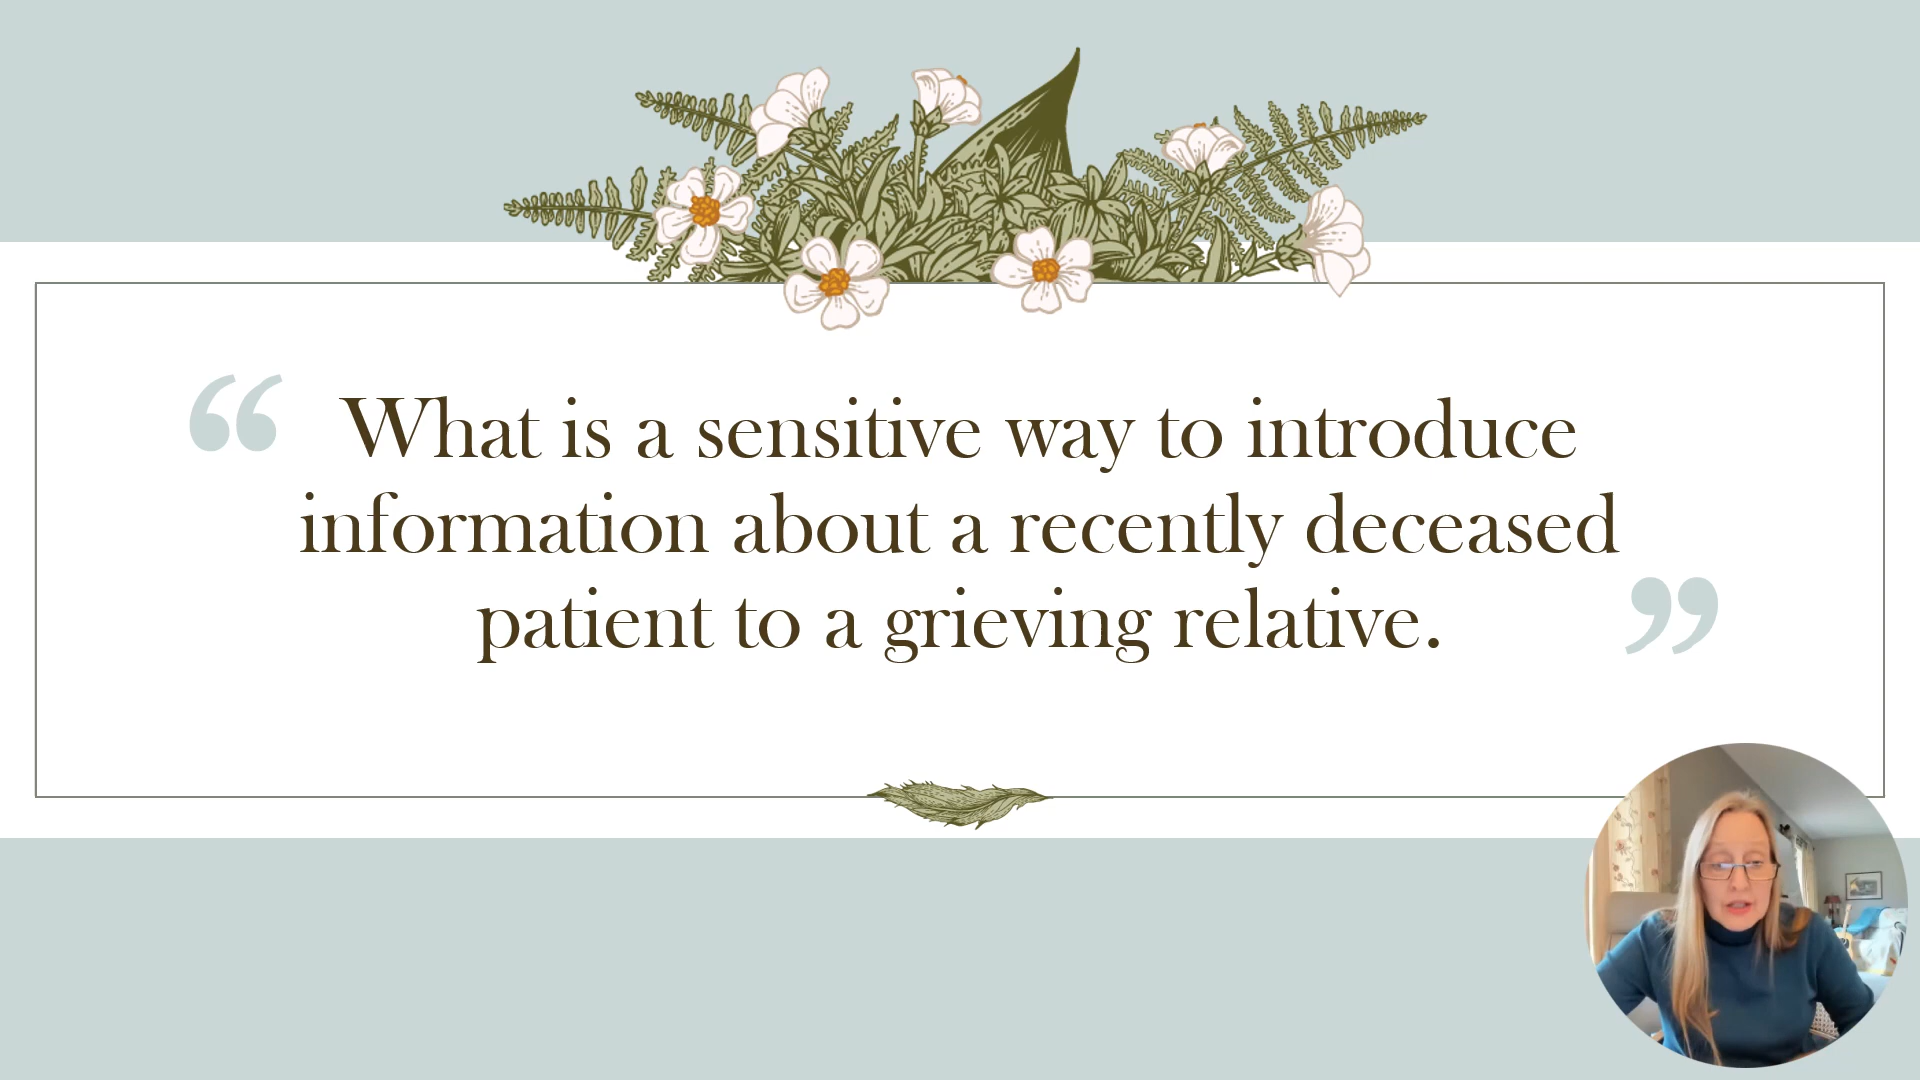 “What is a sensitive way to introduce
information about a recently deceased
patient to a grieving relative.”